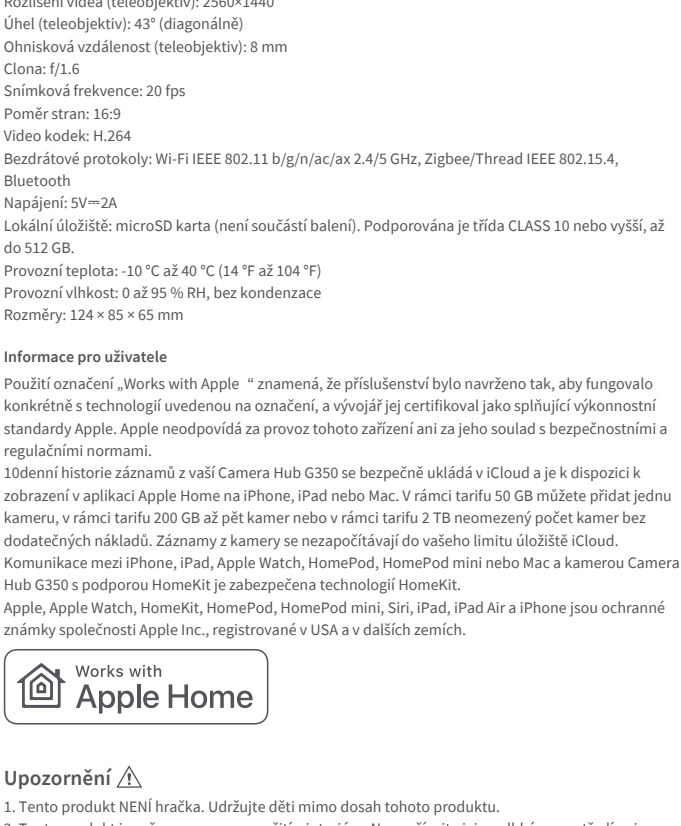 Rozlišení videa (teleobjektiv): 2560×1440
Úhel (teleobjektiv): 43° (diagonálně)
Ohnisková vzdálenost (teleobjektiv): 8 mm
Clona: f/1.6
Snímková frekvence: 20 fps
Poměr stran: 16:9
Video kodek: H.264
Bezdrátové protokoly: Wi-Fi IEEE 802.11 b/g/n/ac/ax 2.4/5 GHz, Zigbee/Thread IEEE 802.15.4,
Bluetooth
Napájení: 5V⎓2A
Lokální úložiště: microSD karta (není součástí balení). Podporována je třída CLASS 10 nebo vyšší, až
do 512 GB.
Provozní teplota: -10 °C až 40 °C (14 °F až 104 °F)
Provozní vlhkost: 0 až 95 % RH, bez kondenzace
Rozměry: 124 × 85 × 65 mm
Informace pro uživatele
Použití označení „Works with Apple “ znamená, že příslušenství bylo navrženo tak, aby fungovalo
konkrétně s technologií uvedenou na označení, a vývojář jej certifikoval jako splňující výkonnostní
standardy Apple. Apple neodpovídá za provoz tohoto zařízení ani za jeho soulad s bezpečnostními a
regulačními normami.
10denní historie záznamů z vaší Camera Hub G350 se bezpečně ukládá v iCloud a je k dispozici k
zobrazení v aplikaci Apple Home na iPhone, iPad nebo Mac. V rámci tarifu 50 GB můžete přidat jednu
kameru, v rámci tarifu 200 GB až pět kamer nebo v rámci tarifu 2 TB neomezený počet kamer bez
dodatečných nákladů. Záznamy z kamery se nezapočítávají do vašeho limitu úložiště iCloud.
Komunikace mezi iPhone, iPad, Apple Watch, HomePod, HomePod mini nebo Mac a kamerou Camera
Hub G350 s podporou HomeKit je zabezpečena technologií HomeKit.
Apple, Apple Watch, HomeKit, HomePod, HomePod mini, Siri, iPad, iPad Air a iPhone jsou ochranné
známky společnosti Apple Inc., registrované v USA a v dalších zemích.
Works with
Apple Home
Upozornění ⚠
1. Tento produkt NENÍ hračka. Udržujte děti mimo dosah tohoto produktu.